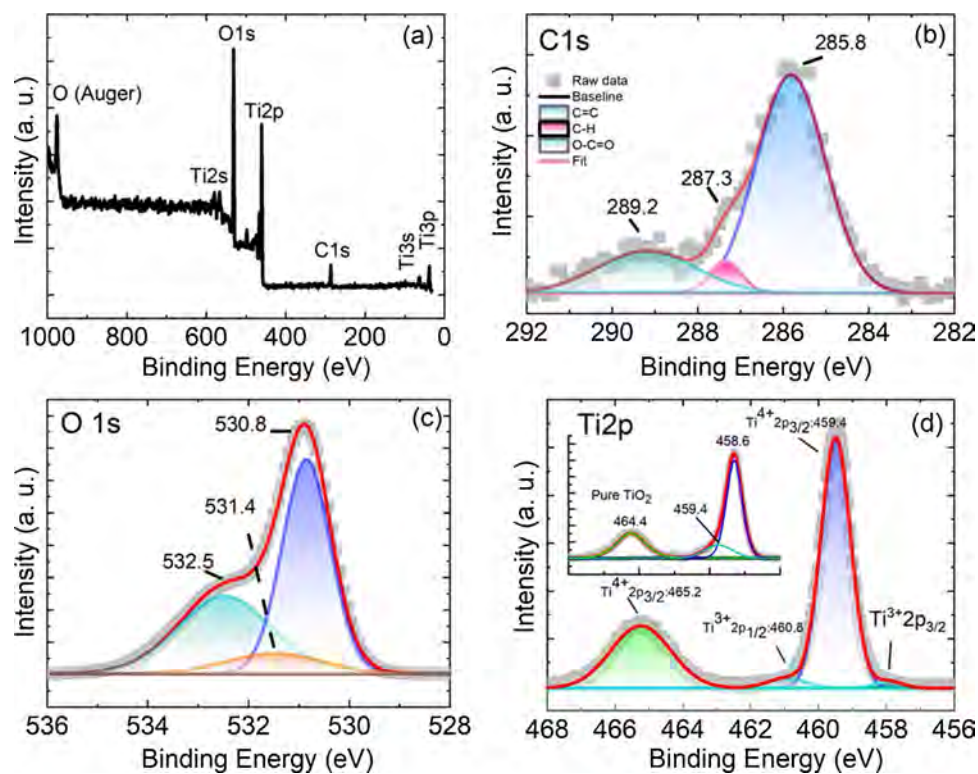 (a)
O1s
O (Auger)
Ti2p
Ti2s
C1s
Ti3s
Ti3p
Intensity (a. u.)
1000 800 600 400 200 0
Binding Energy (eV)
C1s
(b)
285.8
Raw data
Baseline
C=C
C-H
O-C=O
Fit
287.3
289.2
Intensity (a. u.)
292 290 288 286 284 282
Binding Energy (eV)
O 1s
(c)
530.8
531.4
532.5
Intensity (a. u.)
536 534 532 530 528
Binding Energy (eV)
Ti2p
(d)
Ti⁴⁺2p₃/₂:459.4
458.6
Pure TiO₂
459.4
464.4
Ti⁴⁺2p₃/₂:465.2
Ti³⁺2p₁/₂:460.8
Ti³⁺2p₃/₂
Intensity (a. u.)
468 466 464 462 460 458 456
Binding Energy (eV)